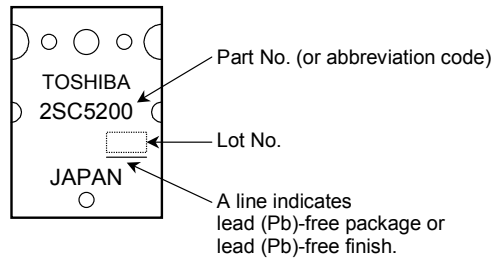 TOSHIBA
2SC5200
JAPAN
Part No. (or abbreviation code)
Lot No.
A line indicates
lead (Pb)-free package or
lead (Pb)-free finish.